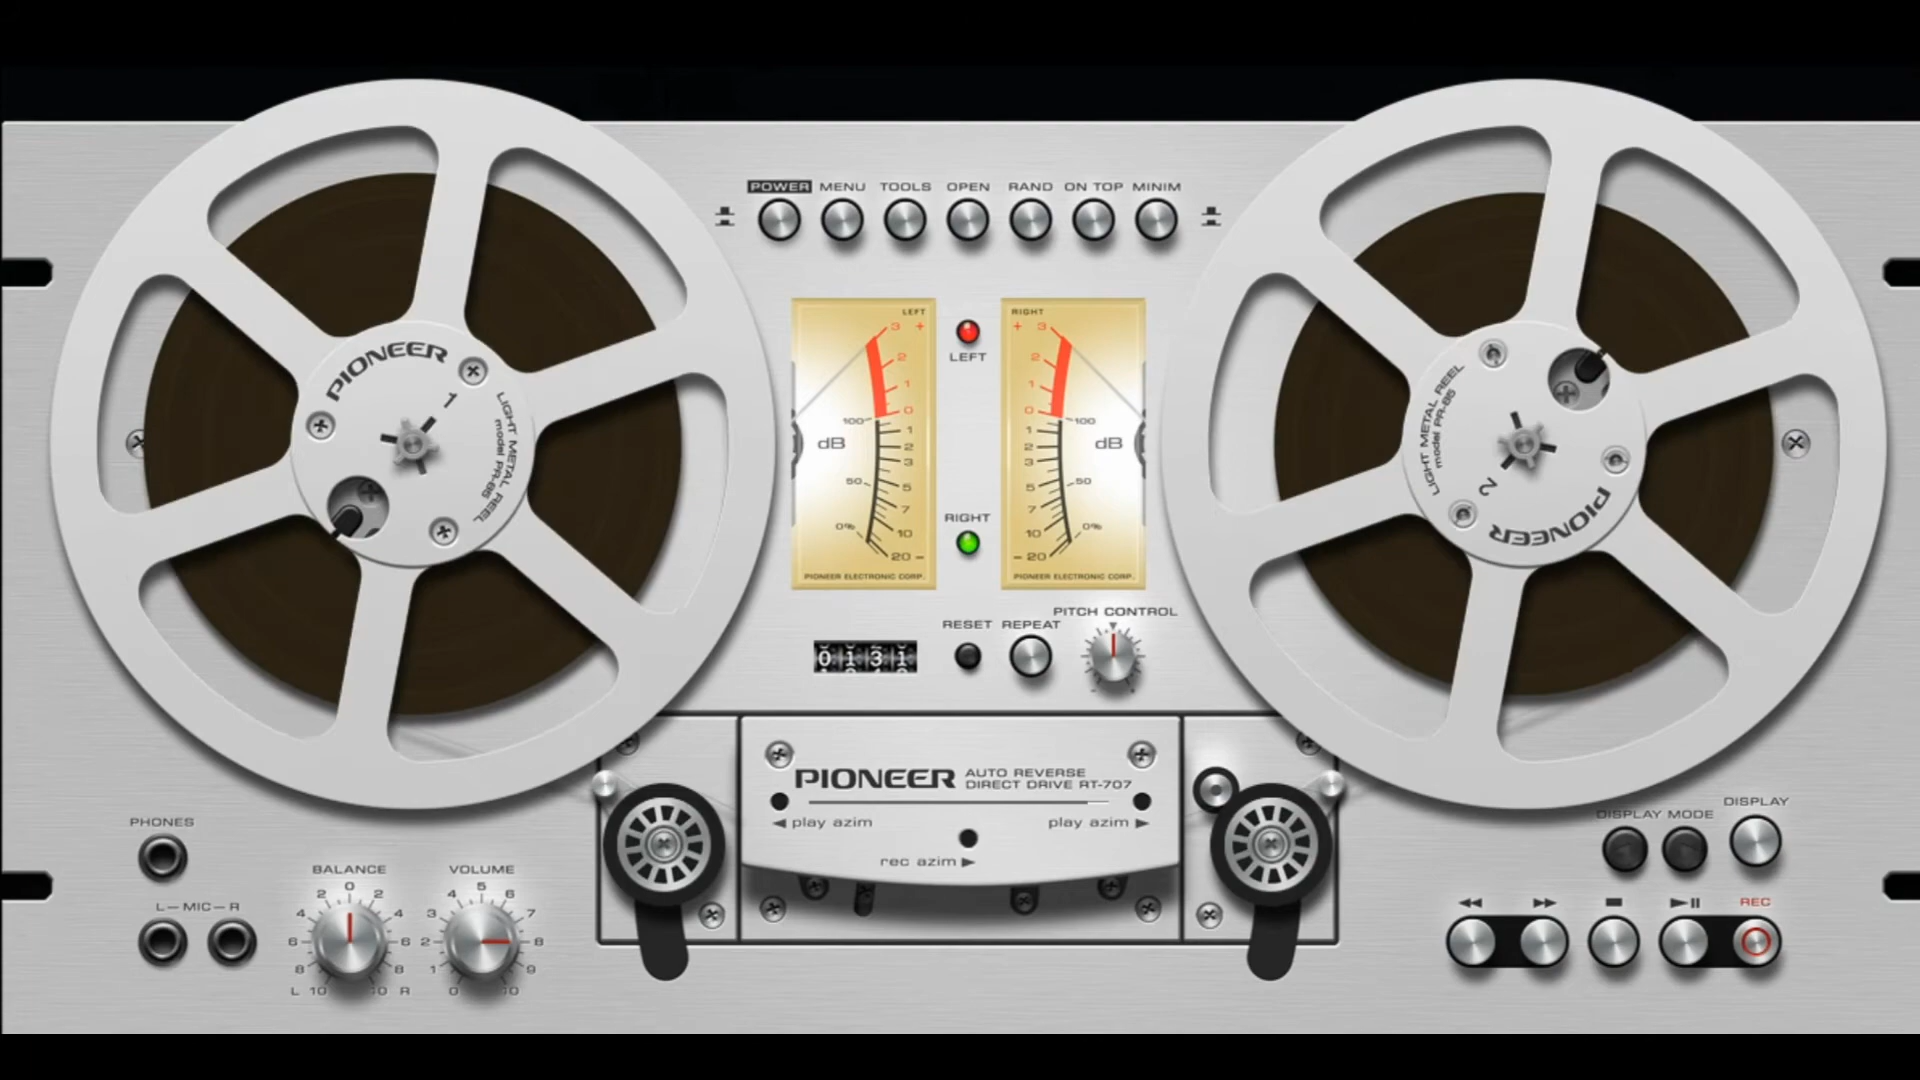 POWER MENU TOOLS OPEN RAND ON TOP MINIM
PIONEER
1
LIGHT METAL REEL
model PR-85
LEFT
3 +
2
1
0
100 1
2
dB
3
50 5
7
0% 10
20 -
PIONEER ELECTRONIC CORP.
LEFT
RIGHT
RIGHT
+ 3
2
1
0
1 100
2
dB
3
5 50
7
10 0%
- 20
PIONEER ELECTRONIC CORP.
LIGHT METAL REEL
model PR-85
2
PIONEER
0131
RESET REPEAT PITCH CONTROL
PIONEER AUTO REVERSE
DIRECT DRIVE RT-707
play azim
play azim
rec azim
PHONES
L-MIC-R
BALANCE
0
2 2
4 4
6 6
8 8
L 10 10 R
VOLUME
5
4 6
3 7
2 8
1 9
0 10
DISPLAY MODE DISPLAY
REC